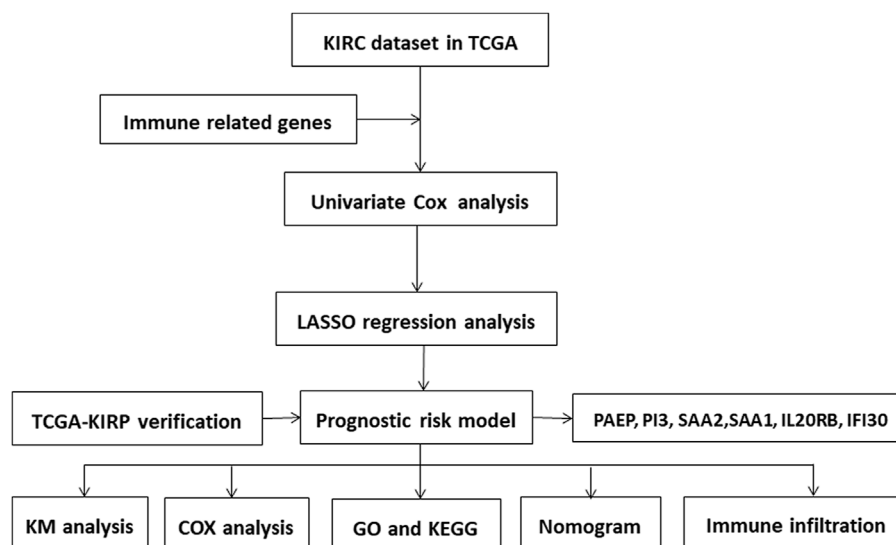 KIRC dataset in TCGA
Immune related genes
Univariate Cox analysis
LASSO regression analysis
TCGA-KIRP verification
Prognostic risk model
PAEP, PI3, SAA2,SAA1, IL20RB, IFI30
KM analysis
COX analysis
GO and KEGG
Nomogram
Immune infiltration